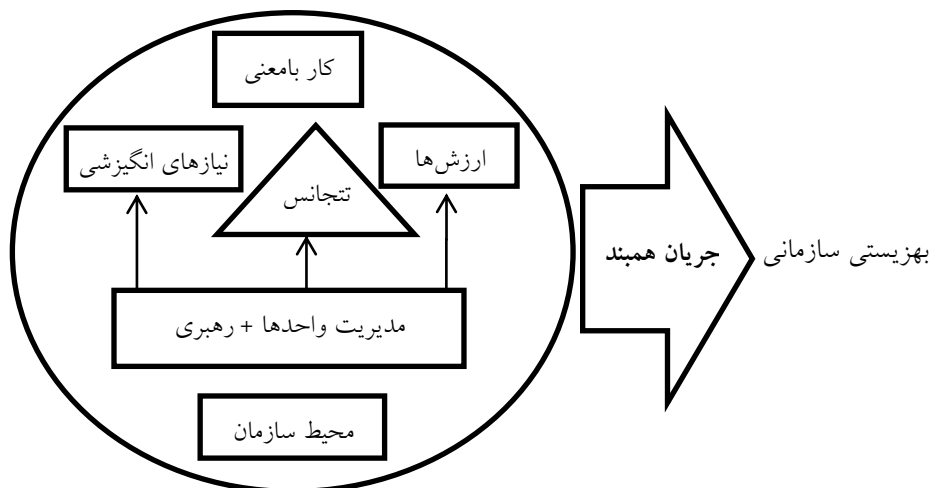 کار بامعنی
ارزش‌ها
نیازهای انگیزشی
تتجانس
جریان همبند
بهزیستی سازمانی
مدیریت واحدها + رهبری
محیط سازمان